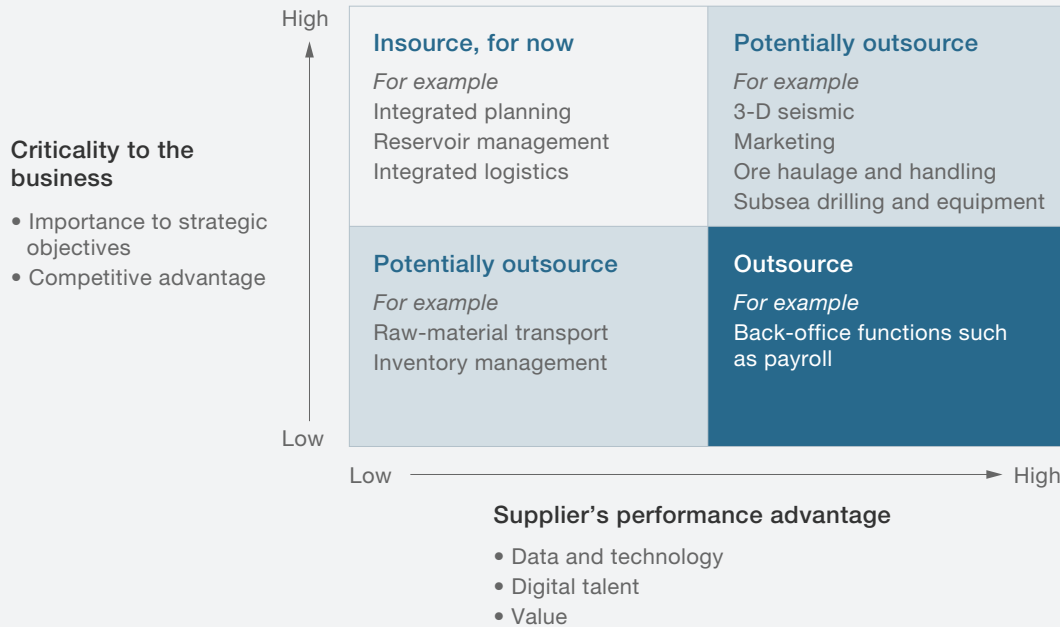 High
Criticality to the
business
• Importance to strategic
objectives
• Competitive advantage
Low
Insource, for now
For example
Integrated planning
Reservoir management
Integrated logistics
Potentially outsource
For example
3-D seismic
Marketing
Ore haulage and handling
Subsea drilling and equipment
Potentially outsource
For example
Raw-material transport
Inventory management
Outsource
For example
Back-office functions such
as payroll
Low
High
Supplier’s performance advantage
• Data and technology
• Digital talent
• Value